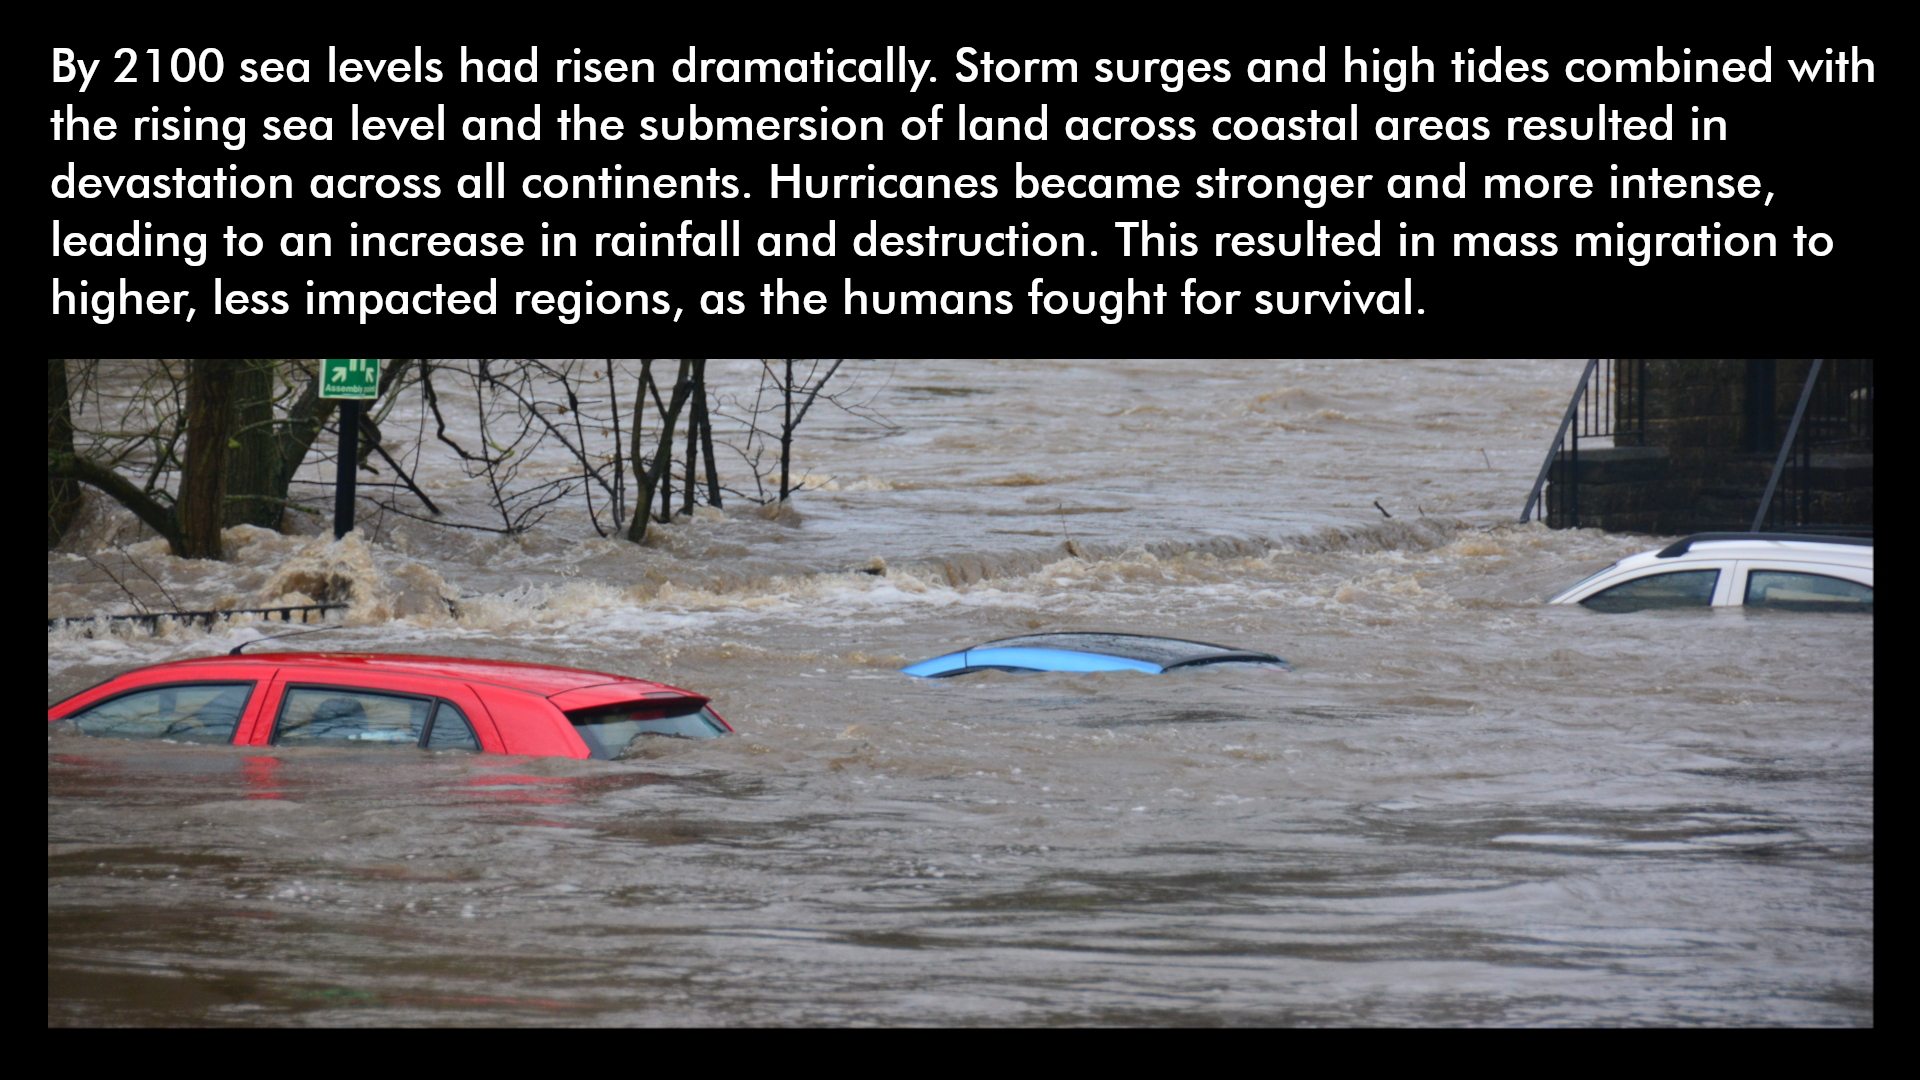 By 2100 sea levels had risen dramatically. Storm surges and high tides combined with
the rising sea level and the submersion of land across coastal areas resulted in
devastation across all continents. Hurricanes became stronger and more intense,
leading to an increase in rainfall and destruction. This resulted in mass migration to
higher, less impacted regions, as the humans fought for survival.
Assembly point